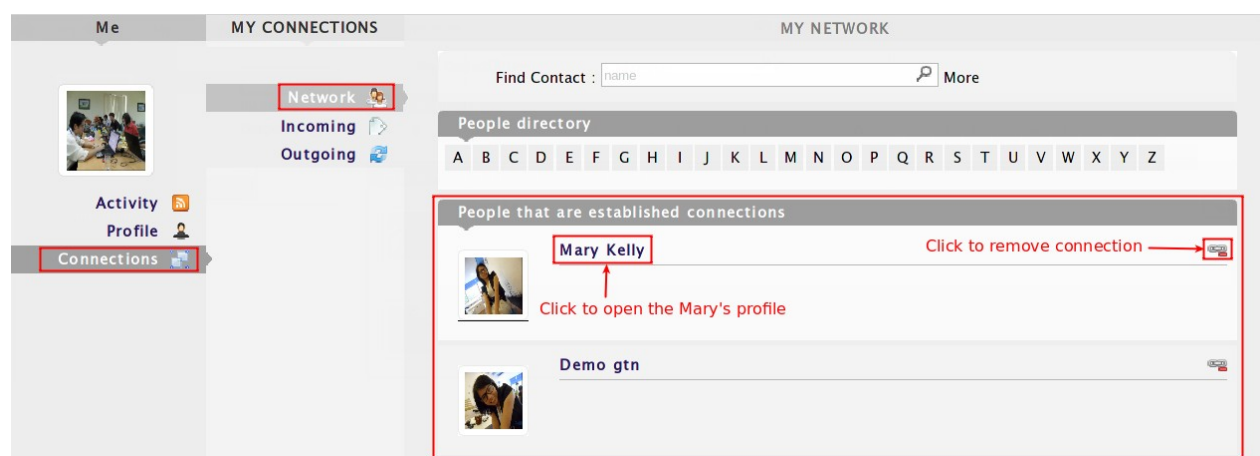 Me
MY CONNECTIONS
MY NETWORK
Find Contact : name More
Network
Incoming
Outgoing
People directory
A B C D E F G H I J K L M N O P Q R S T U V W X Y Z
Activity
Profile
Connections
People that are established connections
Mary Kelly
Click to remove connection
Click to open the Mary's profile
Demo gtn